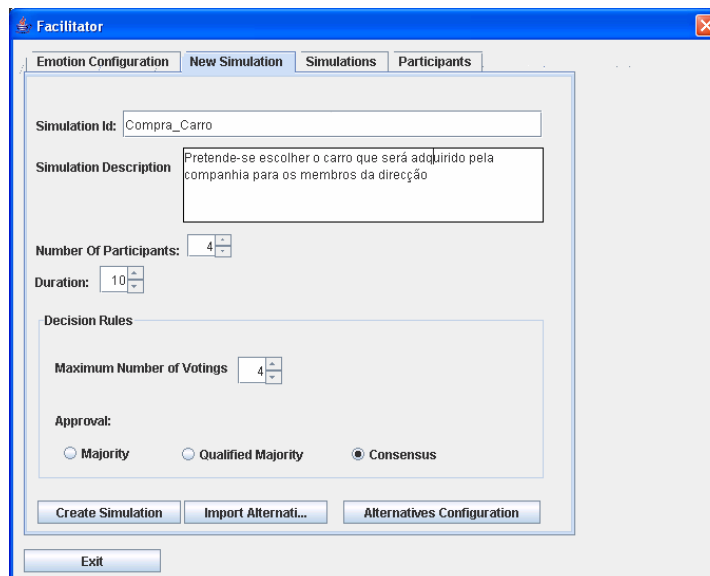 Facilitator
Emotion Configuration New Simulation Simulations Participants
Simulation Id: Compra_Carro
Simulation Description Pretende-se escolher o carro que será adquirido pela
companhia para os membros da direcção
Number Of Participants: 4
Duration: 10
Decision Rules
Maximum Number of Votings 4
Approval:
Majority Qualified Majority Consensus
Create Simulation Import Alternati... Alternatives Configuration
Exit